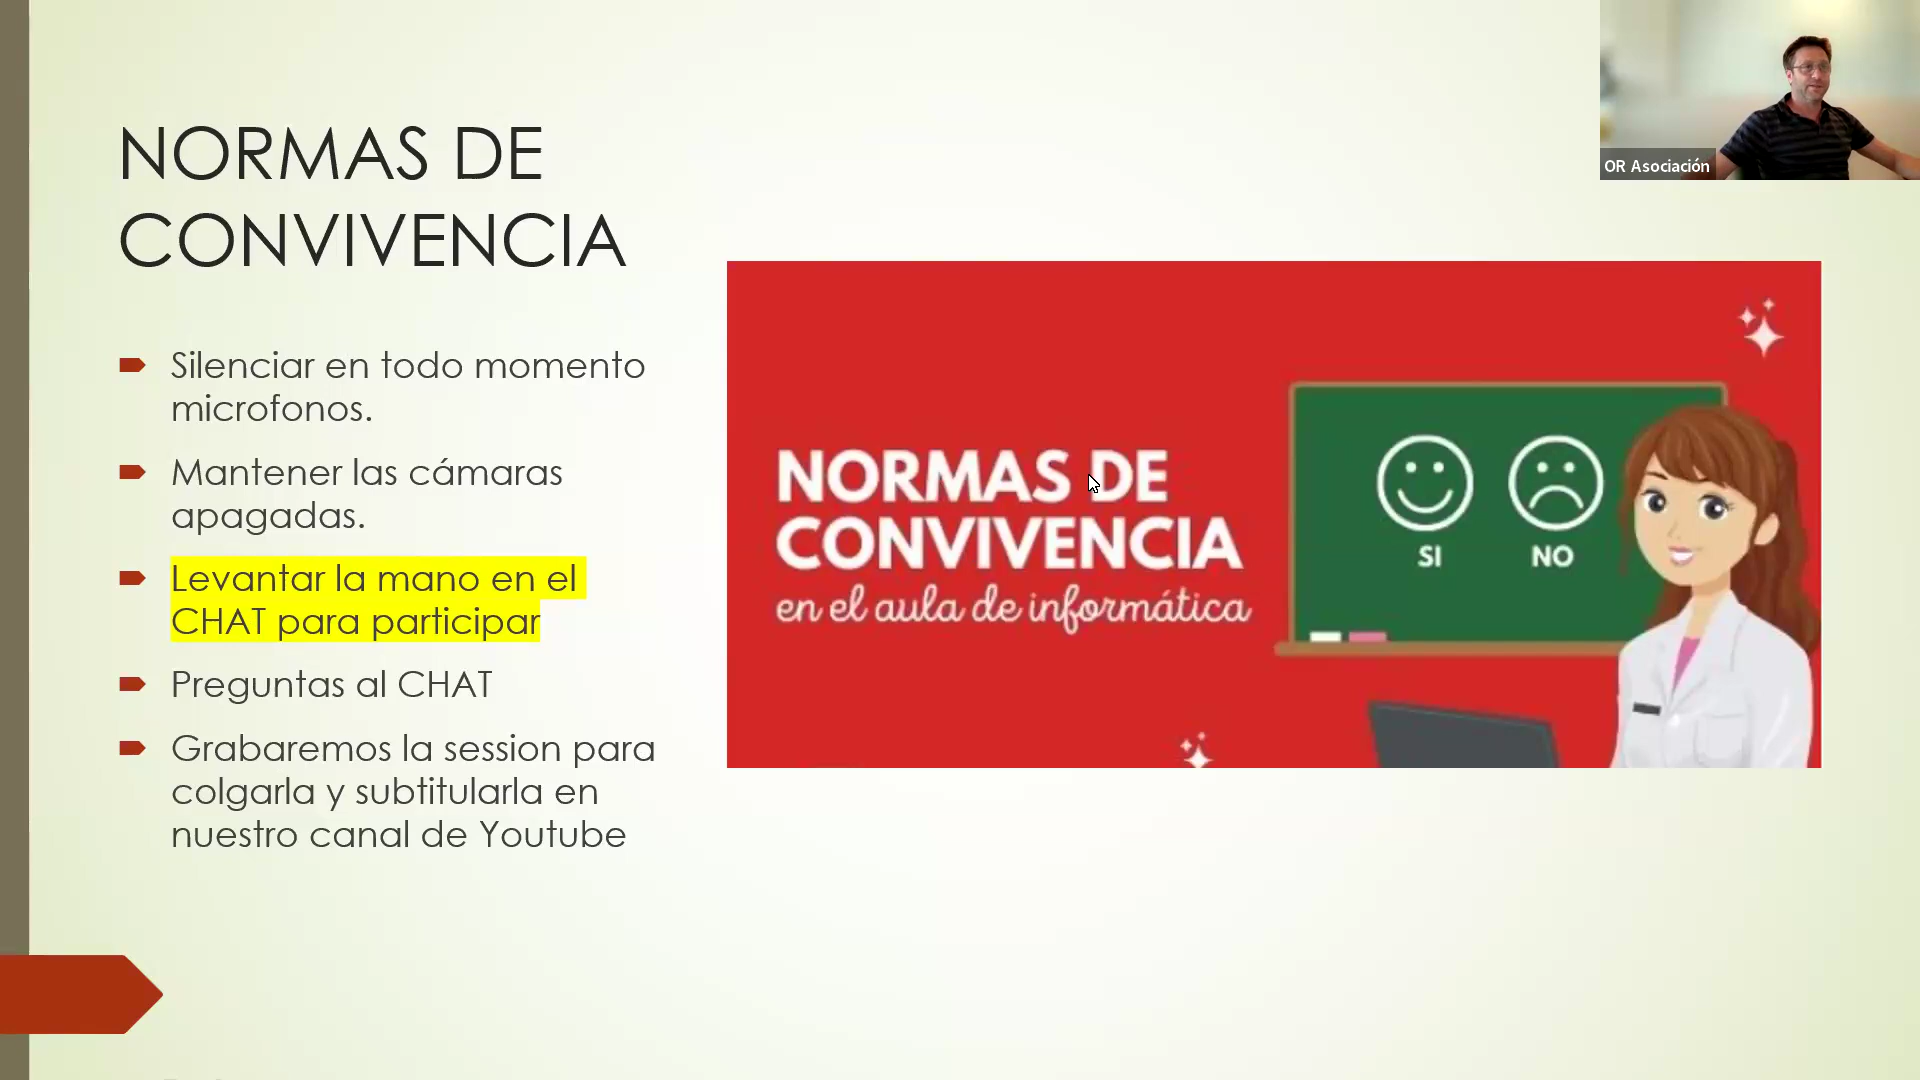 NORMAS DE
CONVIVENCIA
Silenciar en todo momento
microfonos.
Mantener las cámaras
apagadas.
Levantar la mano en el
CHAT para participar
Preguntas al CHAT
Grabaremos la session para
colgarla y subtitularla en
nuestro canal de Youtube
NORMAS DE
CONVIVENCIA
en el aula de informática
SI NO
OR Asociación